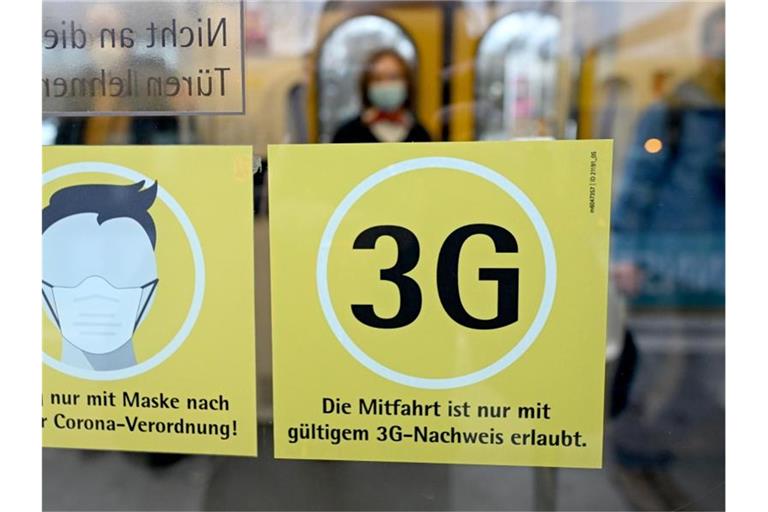 Nicht an die
Türen lehnen
nur mit Maske nach
Corona-Verordnung!
3G
Die Mitfahrt ist nur mit
gültigem 3G-Nachweis erlaubt.